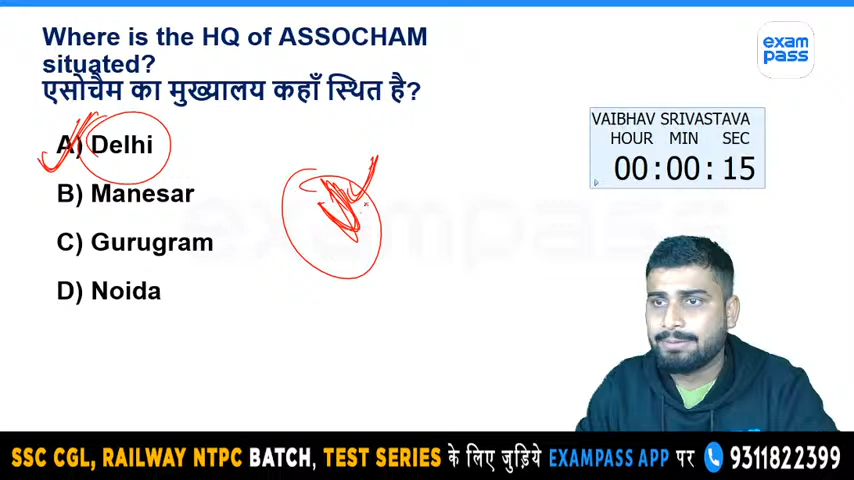 Where is the HQ of ASSOCHAM
situated?
एसोचैम का मुख्यालय कहाँ स्थित है?
A) Delhi
B) Manesar
C) Gurugram
D) Noida
exam
pass
VAIBHAV SRIVASTAVA
HOUR MIN SEC
00:00:15
exampass
SSC CGL, RAILWAY NTPC BATCH, TEST SERIES के लिए जुड़िये EXAMPASS APP पर 9311822399